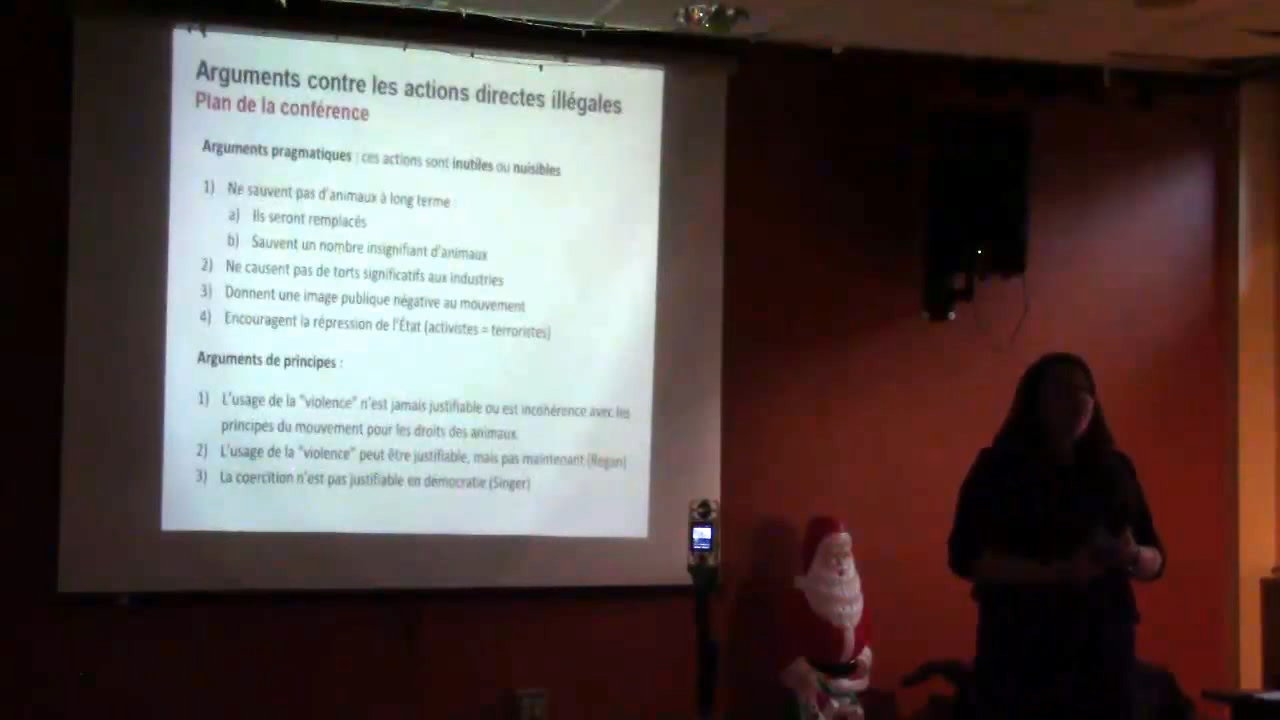 Arguments contre les actions directes illégales
Plan de la conférence
Arguments pragmatiques : ces actions sont inutiles ou nuisibles
1) Ne sauvent pas d'animaux à long terme :
a) Ils seront remplacés
b) Sauvent un nombre insignifiant d'animaux
2) Ne causent pas de torts significatifs aux industries
3) Donnent une image publique négative au mouvement
4) Encouragent la répression de l'État (activistes = terroristes)
Arguments de principes :
1) L'usage de la "violence" n'est jamais justifiable ou est incohérence avec les
principes du mouvement pour les droits des animaux
2) L'usage de la "violence" peut être justifiable, mais pas maintenant (Regan)
3) La coercition n'est pas justifiable en démocratie (Singer)